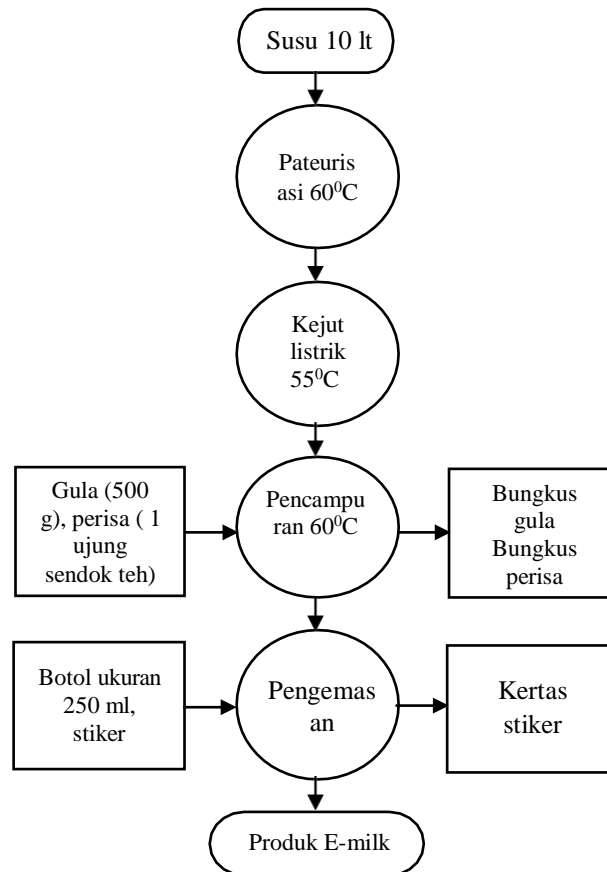 Susu 10 lt
Pateuris
asi 60⁰C
Kejut
listrik
55⁰C
Gula (500
g), perisa ( 1
ujung
sendok teh)
Pencampu
ran 60⁰C
Bungkus
gula
Bungkus
perisa
Botol ukuran
250 ml,
stiker
Pengemas
an
Kertas
stiker
Produk E-milk